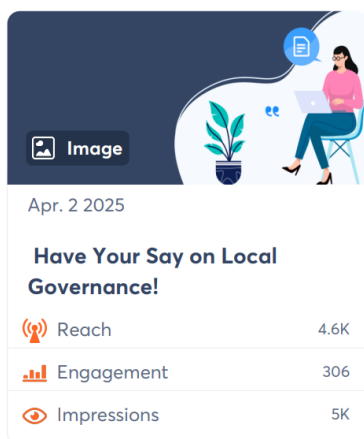 Image
Apr. 2 2025
Have Your Say on Local
Governance!
Reach 4.6K
Engagement 306
Impressions 5K